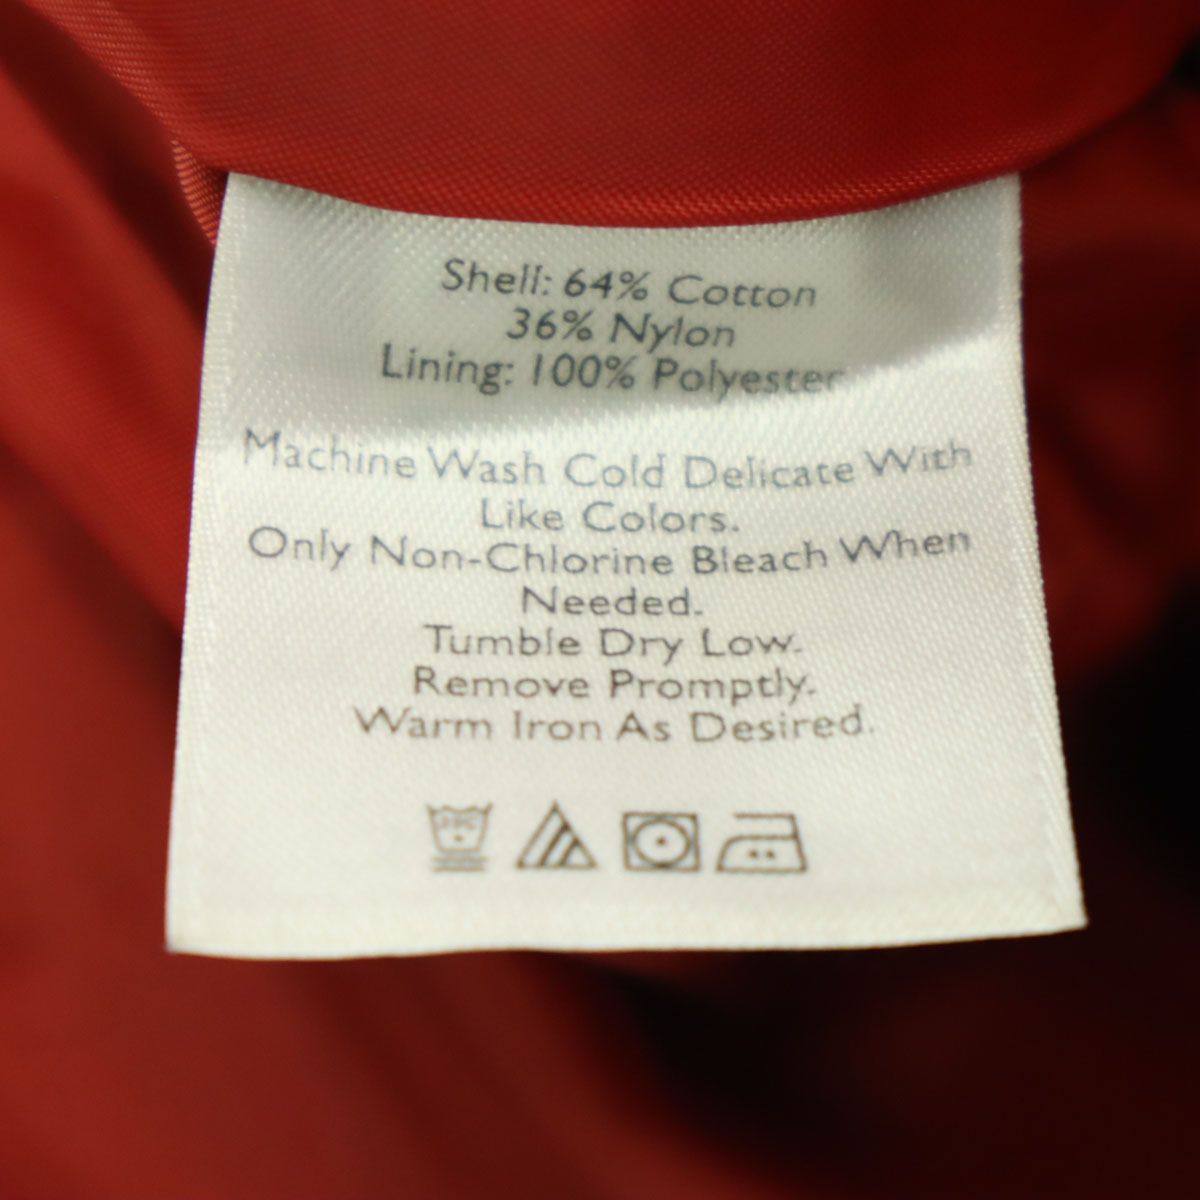 Shell: 64% Cotton
36% Nylon
Lining: 100% Polyester
Machine Wash Cold Delicate With
Like Colors.
Only Non-Chlorine Bleach When
Needed.
Tumble Dry Low.
Remove Promptly.
Warm Iron As Desired.